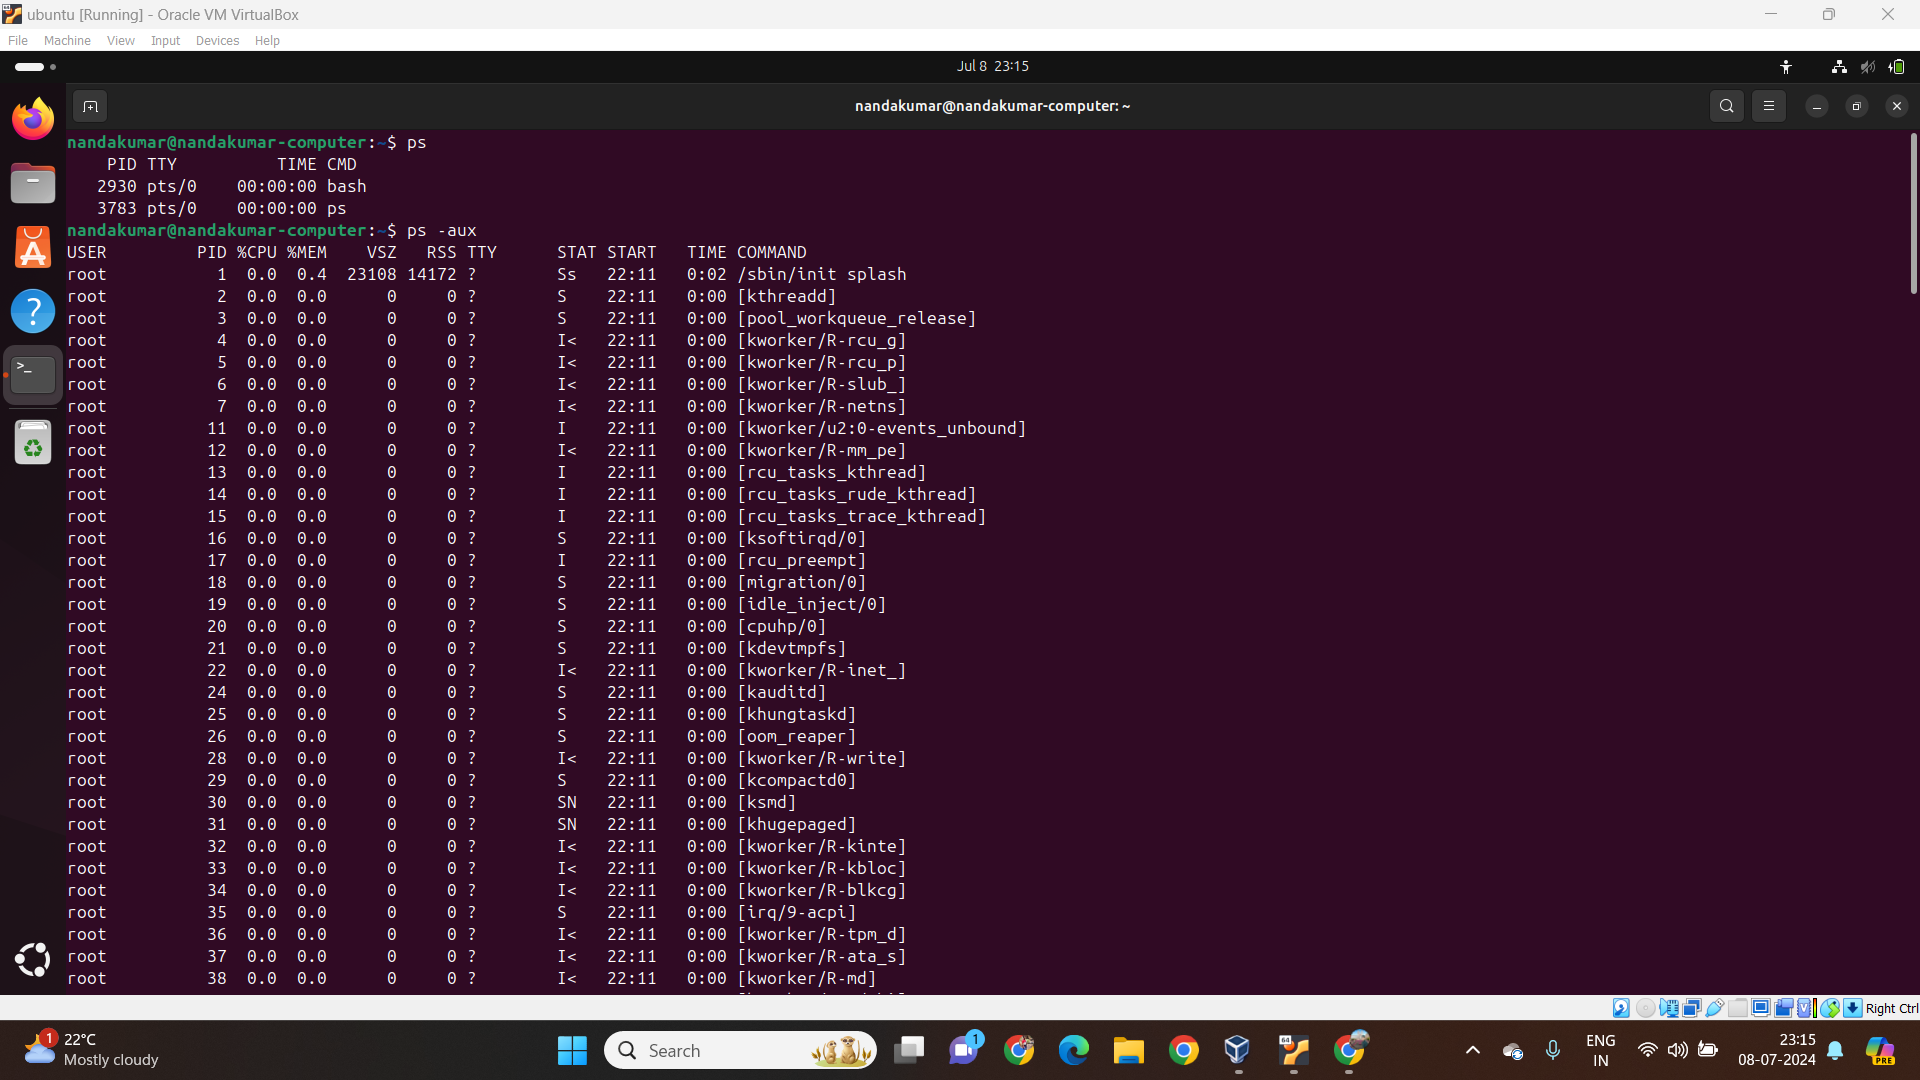 ubuntu [Running] - Oracle VM VirtualBox
File Machine View Input Devices Help
Jul 8 23:15
nandakumar@nandakumar-computer: ~
nandakumar@nandakumar-computer:~$ ps
PID TTY TIME CMD
2930 pts/0 00:00:00 bash
3783 pts/0 00:00:00 ps
nandakumar@nandakumar-computer:~$ ps -aux
USER PID %CPU %MEM VSZ RSS TTY STAT START TIME COMMAND
root 1 0.0 0.4 23108 14172 ? Ss 22:11 0:02 /sbin/init splash
root 2 0.0 0.0 0 0 ? S 22:11 0:00 [kthreadd]
root 3 0.0 0.0 0 0 ? S 22:11 0:00 [pool_workqueue_release]
root 4 0.0 0.0 0 0 ? I< 22:11 0:00 [kworker/R-rcu_g]
root 5 0.0 0.0 0 0 ? I< 22:11 0:00 [kworker/R-rcu_p]
root 6 0.0 0.0 0 0 ? I< 22:11 0:00 [kworker/R-slub_]
root 7 0.0 0.0 0 0 ? I< 22:11 0:00 [kworker/R-netns]
root 11 0.0 0.0 0 0 ? I 22:11 0:00 [kworker/u2:0-events_unbound]
root 12 0.0 0.0 0 0 ? I< 22:11 0:00 [kworker/R-mm_pe]
root 13 0.0 0.0 0 0 ? I 22:11 0:00 [rcu_tasks_kthread]
root 14 0.0 0.0 0 0 ? I 22:11 0:00 [rcu_tasks_rude_kthread]
root 15 0.0 0.0 0 0 ? I 22:11 0:00 [rcu_tasks_trace_kthread]
root 16 0.0 0.0 0 0 ? S 22:11 0:00 [ksoftirqd/0]
root 17 0.0 0.0 0 0 ? I 22:11 0:00 [rcu_preempt]
root 18 0.0 0.0 0 0 ? S 22:11 0:00 [migration/0]
root 19 0.0 0.0 0 0 ? S 22:11 0:00 [idle_inject/0]
root 20 0.0 0.0 0 0 ? S 22:11 0:00 [cpuhp/0]
root 21 0.0 0.0 0 0 ? S 22:11 0:00 [kdevtmpfs]
root 22 0.0 0.0 0 0 ? I< 22:11 0:00 [kworker/R-inet_]
root 24 0.0 0.0 0 0 ? S 22:11 0:00 [kauditd]
root 25 0.0 0.0 0 0 ? S 22:11 0:00 [khungtaskd]
root 26 0.0 0.0 0 0 ? S 22:11 0:00 [oom_reaper]
root 28 0.0 0.0 0 0 ? I< 22:11 0:00 [kworker/R-write]
root 29 0.0 0.0 0 0 ? S 22:11 0:00 [kcompactd0]
root 30 0.0 0.0 0 0 ? SN 22:11 0:00 [ksmd]
root 31 0.0 0.0 0 0 ? SN 22:11 0:00 [khugepaged]
root 32 0.0 0.0 0 0 ? I< 22:11 0:00 [kworker/R-kinte]
root 33 0.0 0.0 0 0 ? I< 22:11 0:00 [kworker/R-kbloc]
root 34 0.0 0.0 0 0 ? I< 22:11 0:00 [kworker/R-blkcg]
root 35 0.0 0.0 0 0 ? S 22:11 0:00 [irq/9-acpi]
root 36 0.0 0.0 0 0 ? I< 22:11 0:00 [kworker/R-tpm_d]
root 37 0.0 0.0 0 0 ? I< 22:11 0:00 [kworker/R-ata_s]
root 38 0.0 0.0 0 0 ? I< 22:11 0:00 [kworker/R-md]
Right Ctrl
1
22°C
Mostly cloudy
Search
1
64
ENG
IN
23:15
08-07-2024
PRE